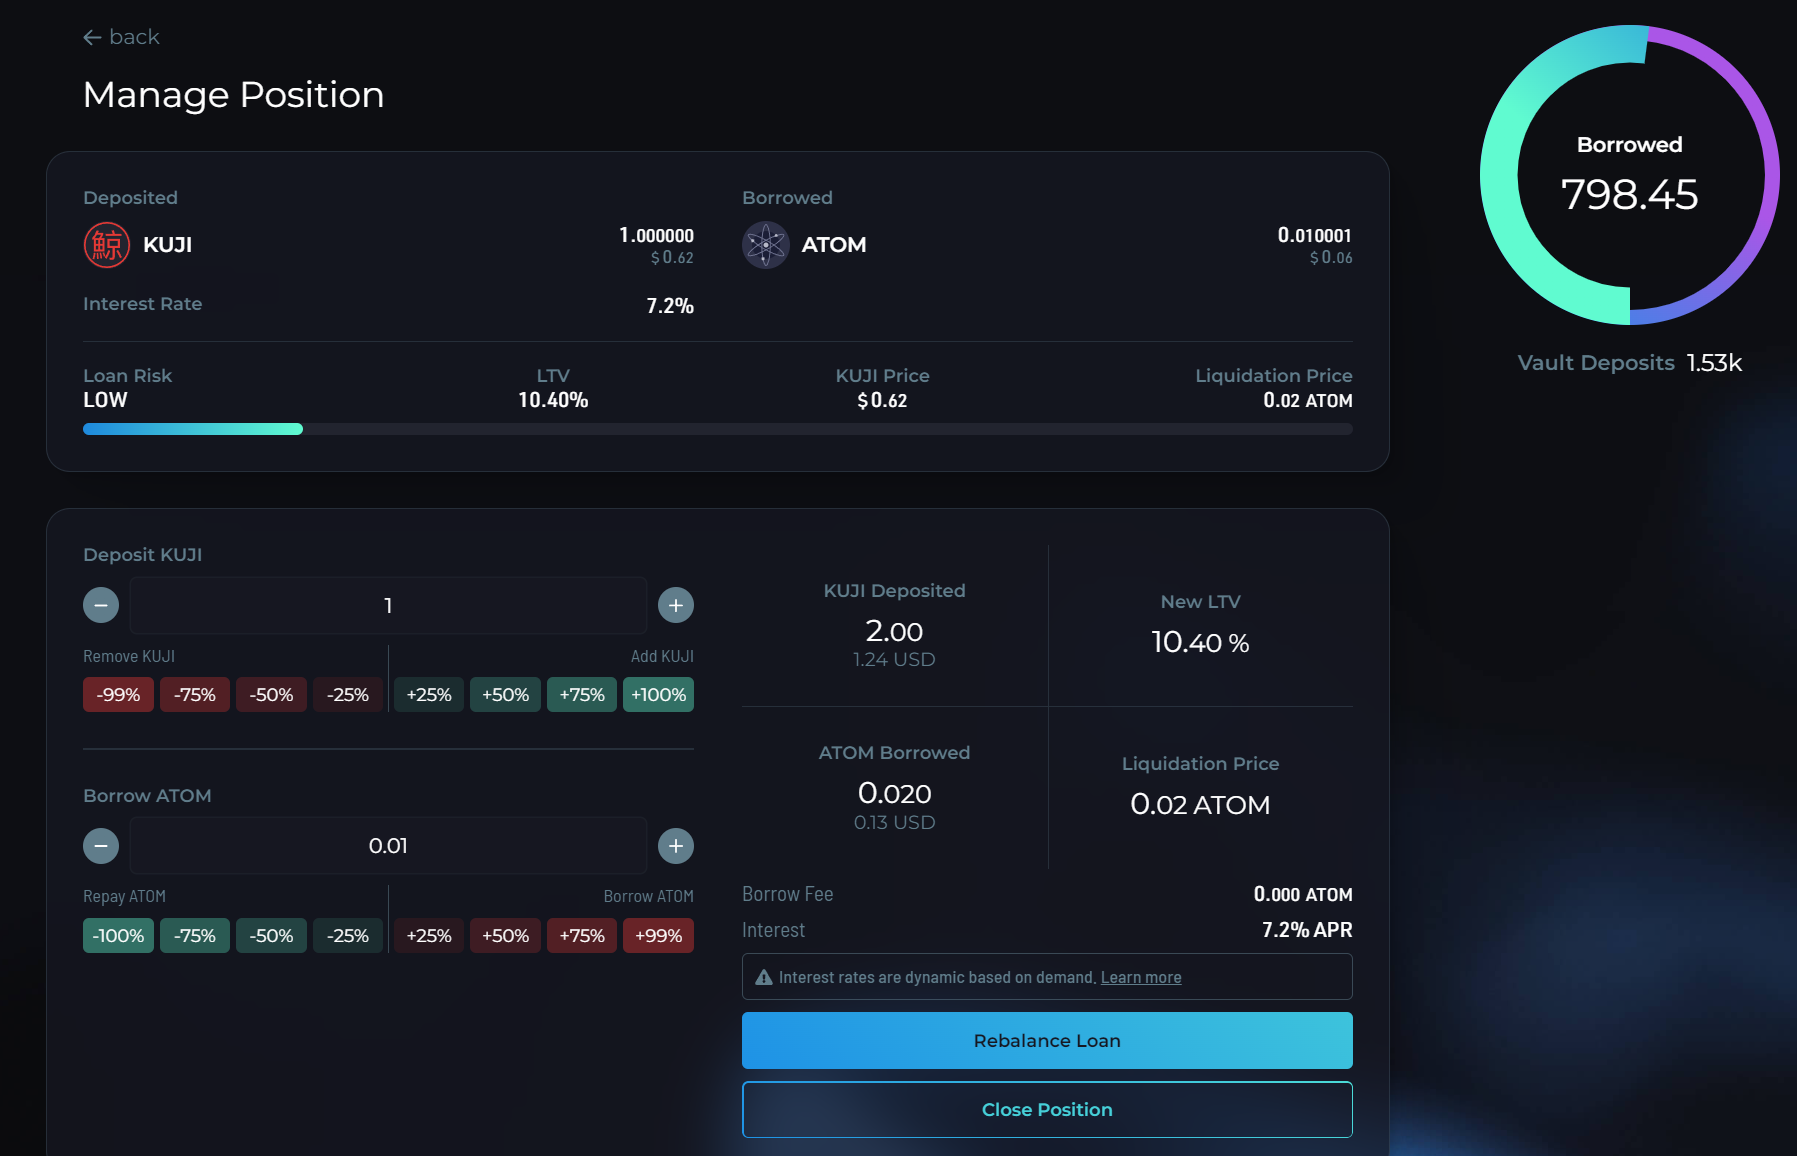 ← back
Manage Position
Deposited
鯨 KUJI
1.000000
$0.62
Interest Rate 7.2%
Borrowed
ATOM
0.010001
$0.06
Loan Risk
LOW
LTV
10.40%
KUJI Price
$0.62
Liquidation Price
0.02 ATOM
Borrowed
798.45
Vault Deposits 1.53k
Deposit KUJI
− 1 +
Remove KUJI Add KUJI
-99% -75% -50% -25% +25% +50% +75% +100%
Borrow ATOM
− 0.01 +
Repay ATOM Borrow ATOM
-100% -75% -50% -25% +25% +50% +75% +99%
KUJI Deposited
2.00
1.24 USD
New LTV
10.40 %
ATOM Borrowed
0.020
0.13 USD
Liquidation Price
0.02 ATOM
Borrow Fee 0.000 ATOM
Interest 7.2% APR
Interest rates are dynamic based on demand. Learn more
Rebalance Loan
Close Position